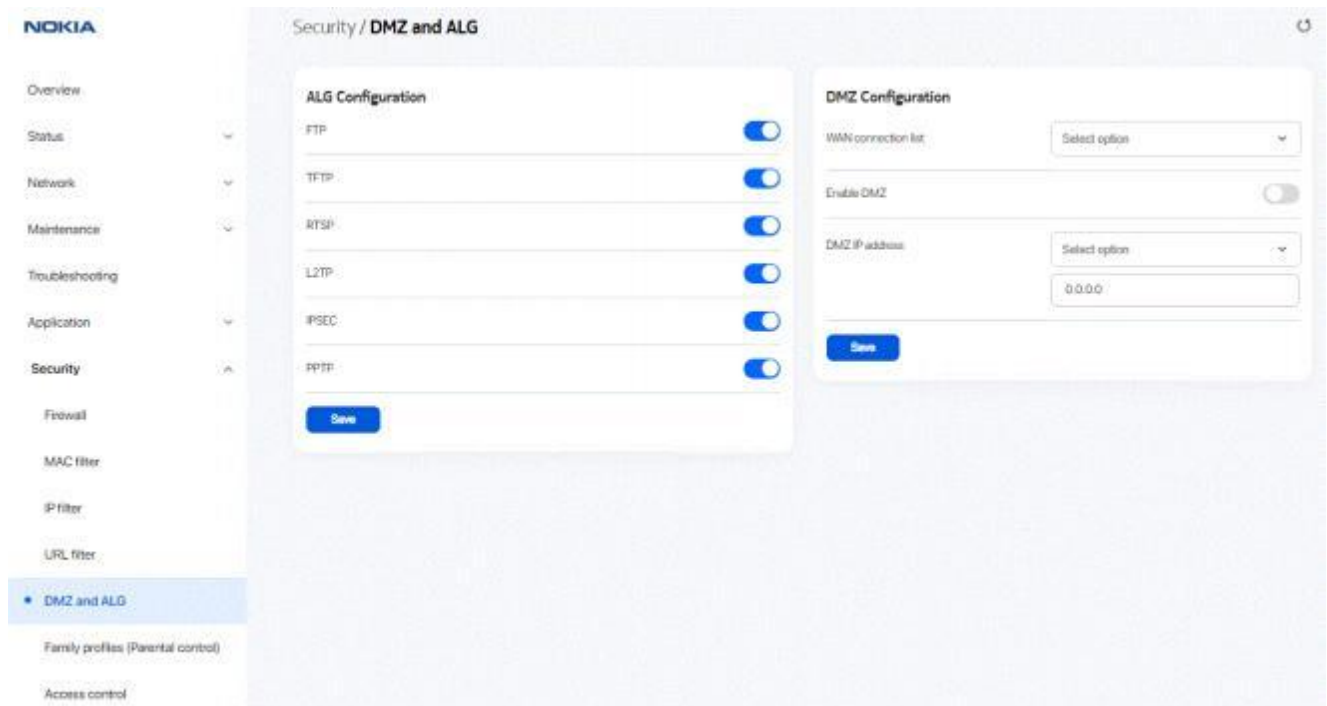 NOKIA
Security / DMZ and ALG
Overview
Status
Network
Maintenance
Troubleshooting
Application
Security
Firewall
MAC filter
IP filter
URL filter
DMZ and ALG
Family profiles (Parental control)
Access control
ALG Configuration
FTP
TFTP
RTSP
L2TP
IPSEC
PPTP
Save
DMZ Configuration
WAN connection list
Select option
Enable DMZ
DMZ IP address
Select option
0.0.0.0
Save